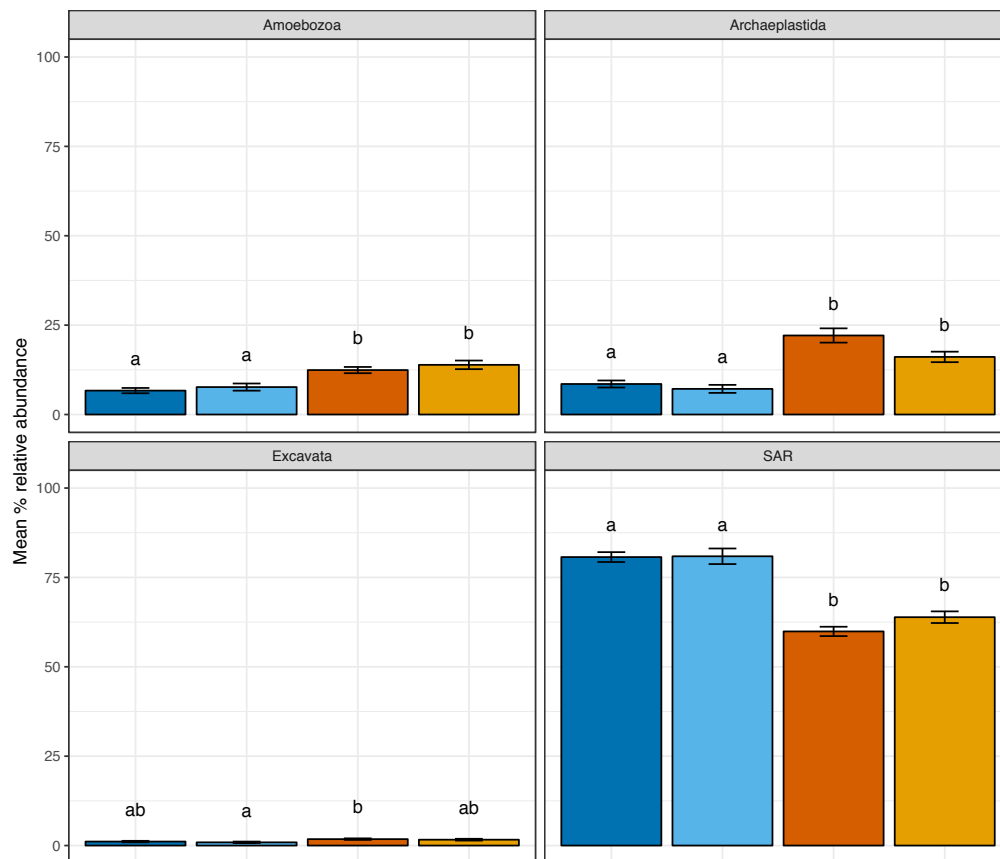 Amoebozoa Archaeplastida
100
75
50
25
0
a a b b
a a b b
Excavata SAR
100
75
50
25
0
ab a b ab
a a b b
Mean % relative abundance